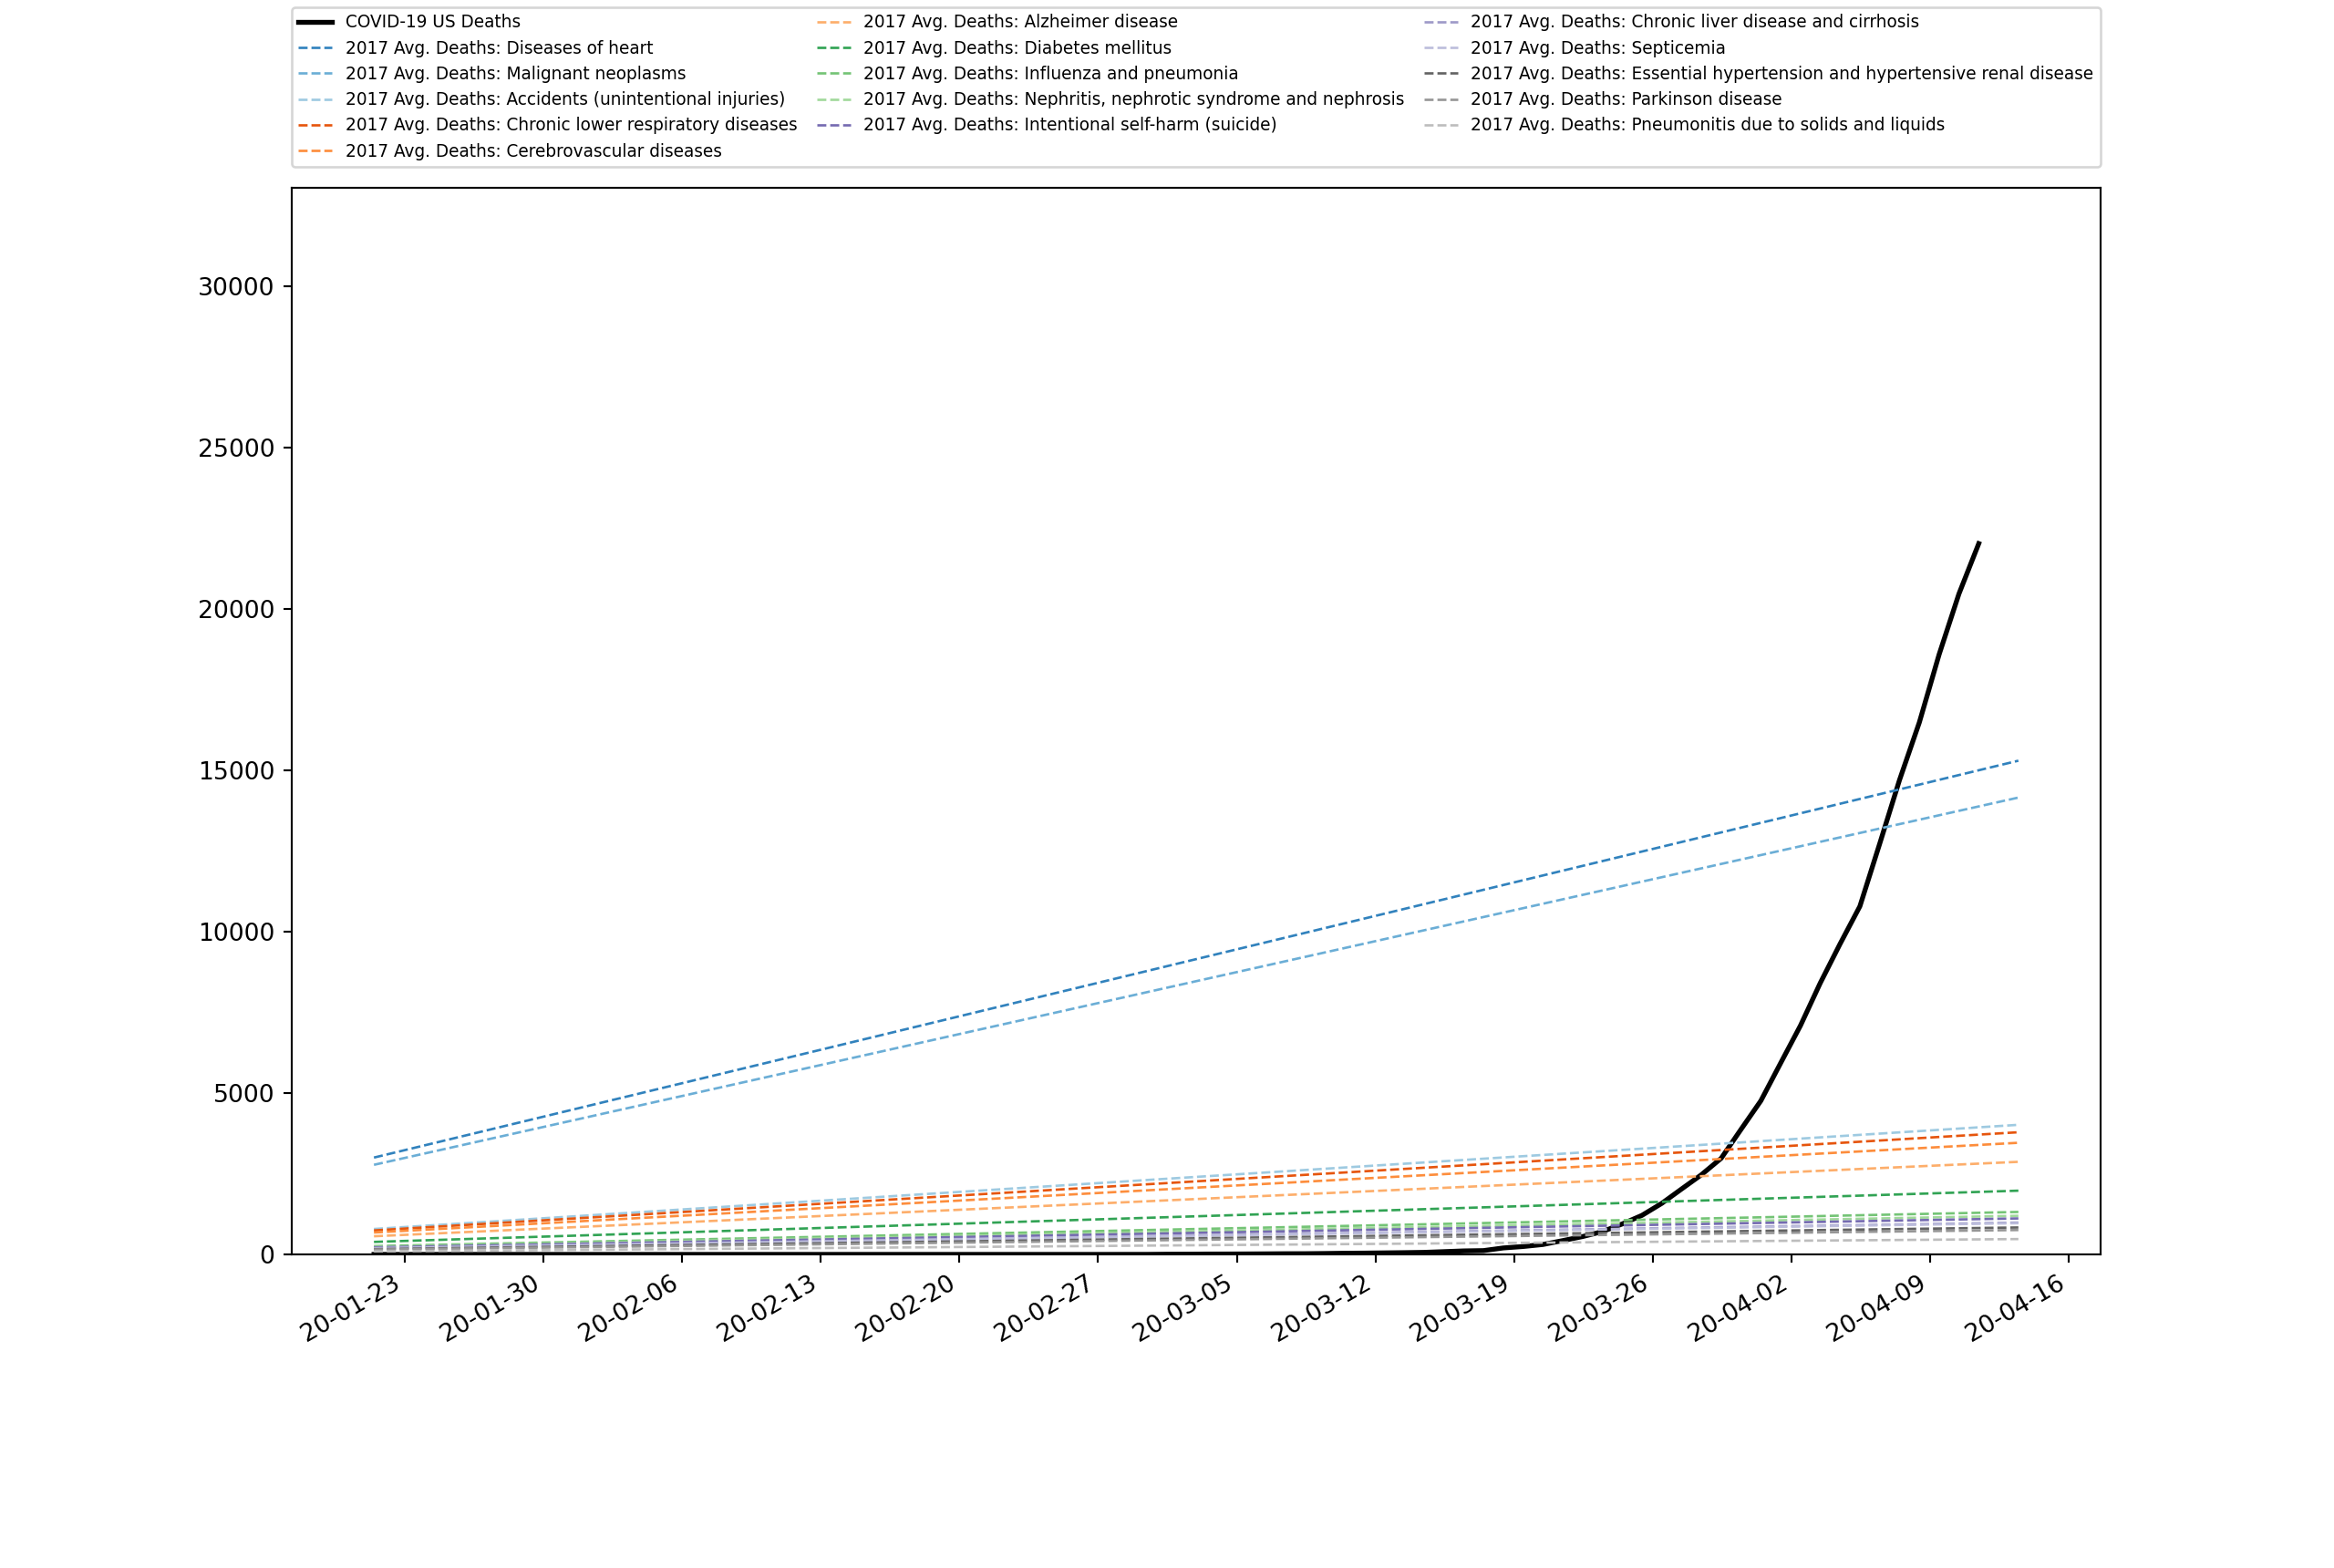 COVID-19 US Deaths
2017 Avg. Deaths: Diseases of heart
2017 Avg. Deaths: Malignant neoplasms
2017 Avg. Deaths: Accidents (unintentional injuries)
2017 Avg. Deaths: Chronic lower respiratory diseases
2017 Avg. Deaths: Cerebrovascular diseases
2017 Avg. Deaths: Alzheimer disease
2017 Avg. Deaths: Diabetes mellitus
2017 Avg. Deaths: Influenza and pneumonia
2017 Avg. Deaths: Nephritis, nephrotic syndrome and nephrosis
2017 Avg. Deaths: Intentional self-harm (suicide)
2017 Avg. Deaths: Chronic liver disease and cirrhosis
2017 Avg. Deaths: Septicemia
2017 Avg. Deaths: Essential hypertension and hypertensive renal disease
2017 Avg. Deaths: Parkinson disease
2017 Avg. Deaths: Pneumonitis due to solids and liquids
30000
25000
20000
15000
10000
5000
0
20-01-23
20-01-30
20-02-06
20-02-13
20-02-20
20-02-27
20-03-05
20-03-12
20-03-19
20-03-26
20-04-02
20-04-09
20-04-16